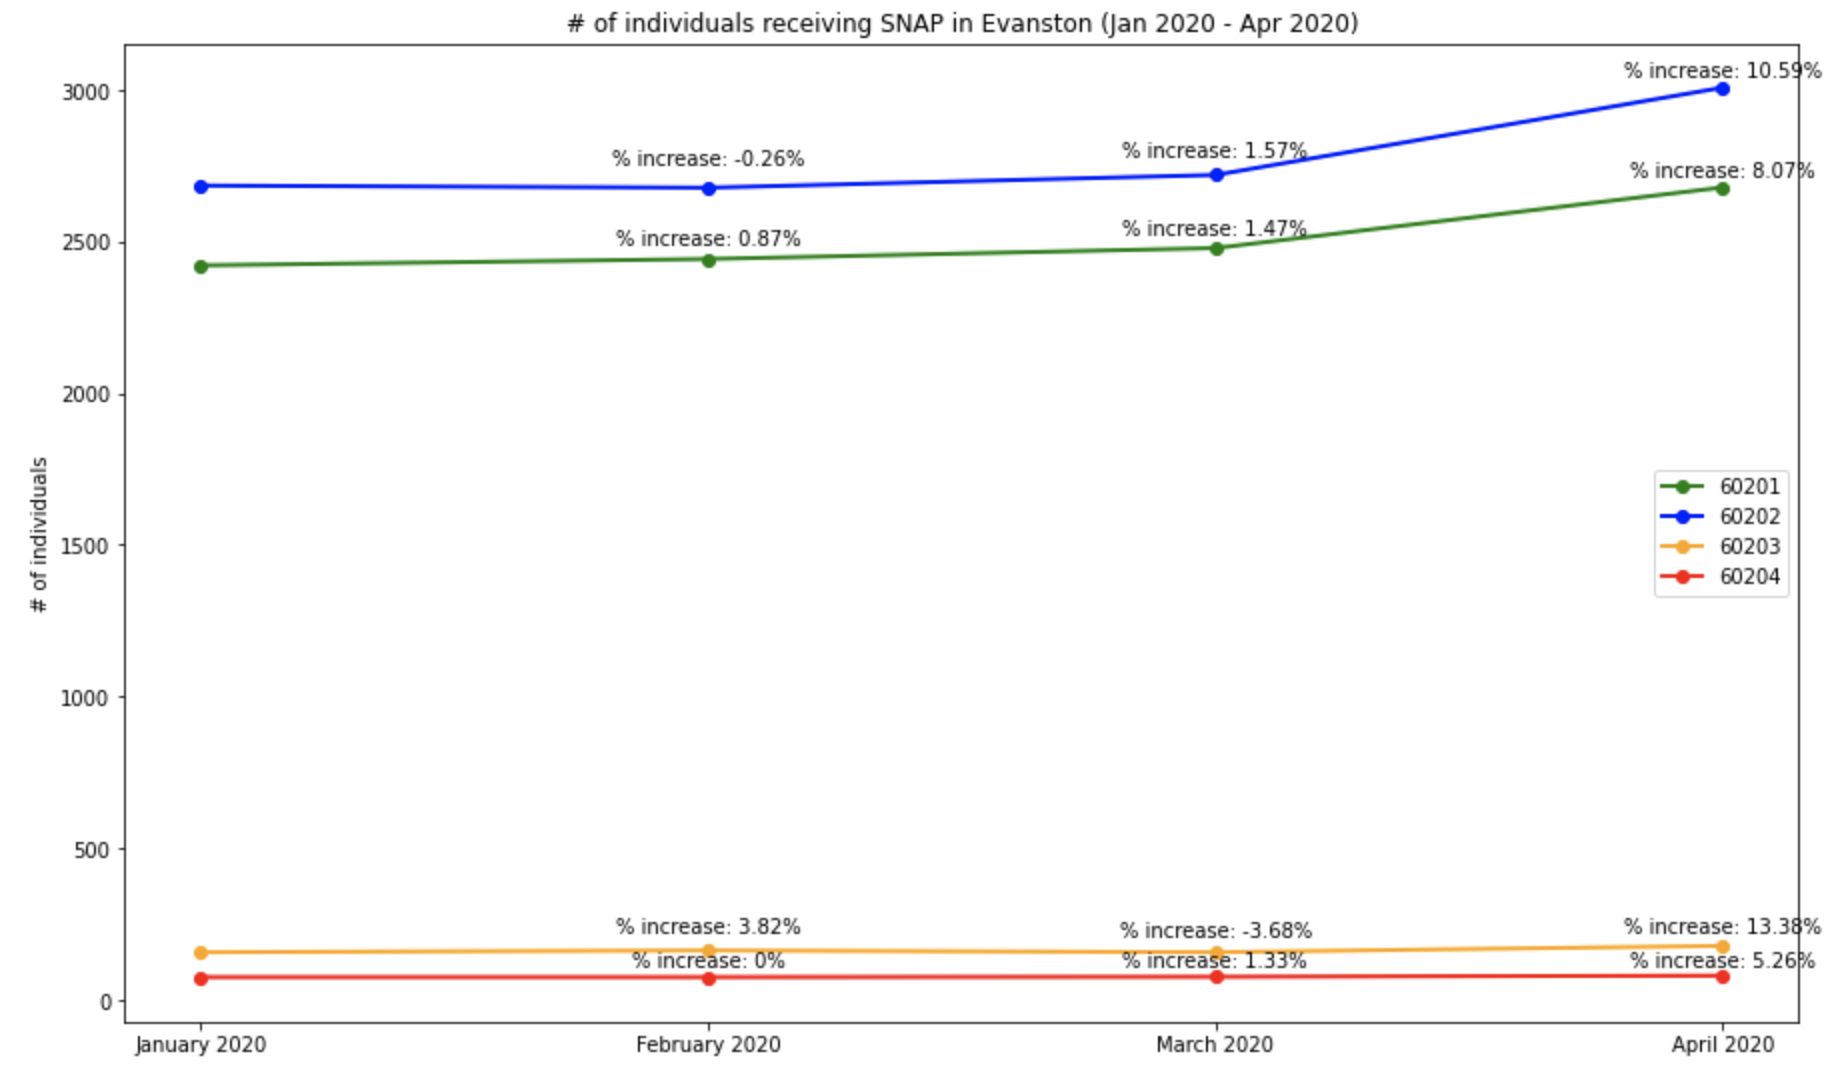 # of individuals receiving SNAP in Evanston (Jan 2020 - Apr 2020)
# of individuals
3000
2500
2000
1500
1000
500
0
% increase: -0.26%
% increase: 1.57%
% increase: 10.59%
% increase: 0.87%
% increase: 1.47%
% increase: 8.07%
% increase: 3.82%
% increase: -3.68%
% increase: 13.38%
% increase: 0%
% increase: 1.33%
% increase: 5.26%
60201
60202
60203
60204
January 2020
February 2020
March 2020
April 2020